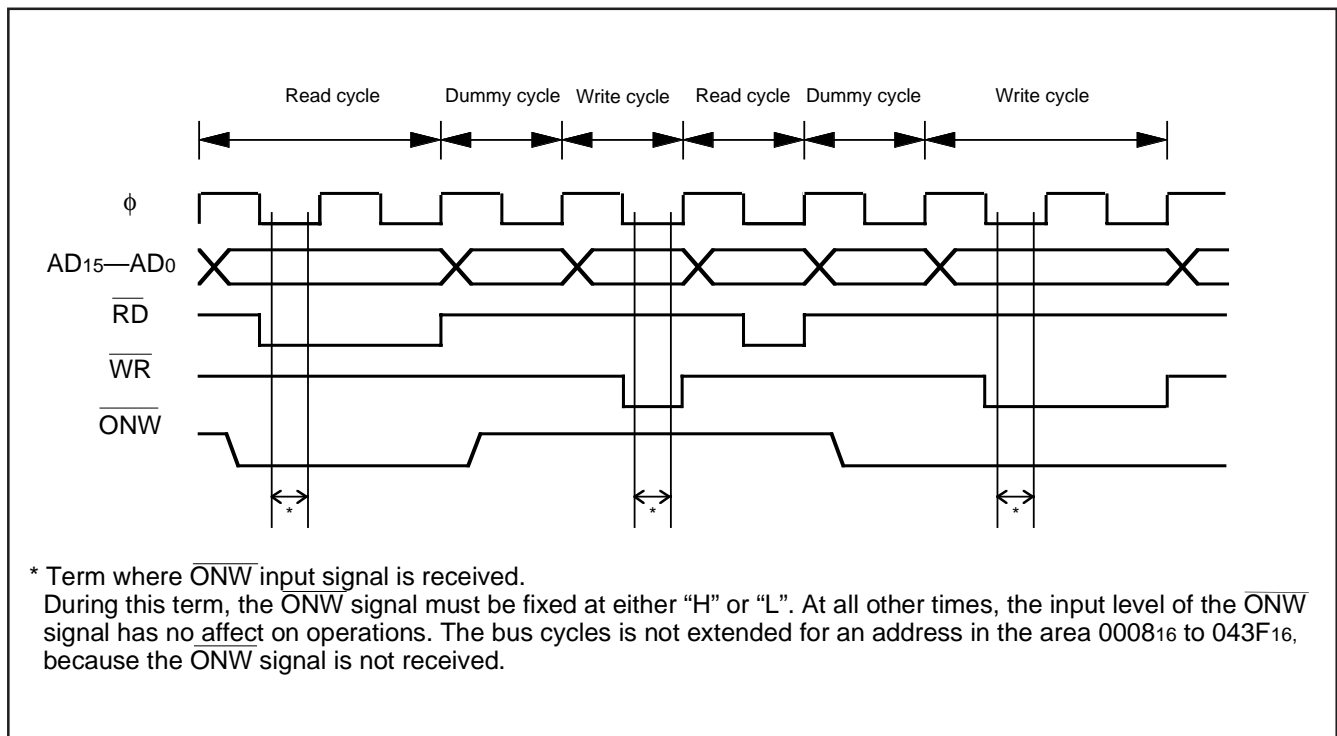 Read cycle Dummy cycle Write cycle Read cycle Dummy cycle Write cycle
ϕ
AD15—AD0
RD
WR
ONW
* * *
* Term where ONW input signal is received.
During this term, the ONW signal must be fixed at either “H” or “L”. At all other times, the input level of the ONW
signal has no affect on operations. The bus cycles is not extended for an address in the area 000816 to 043F16,
because the ONW signal is not received.